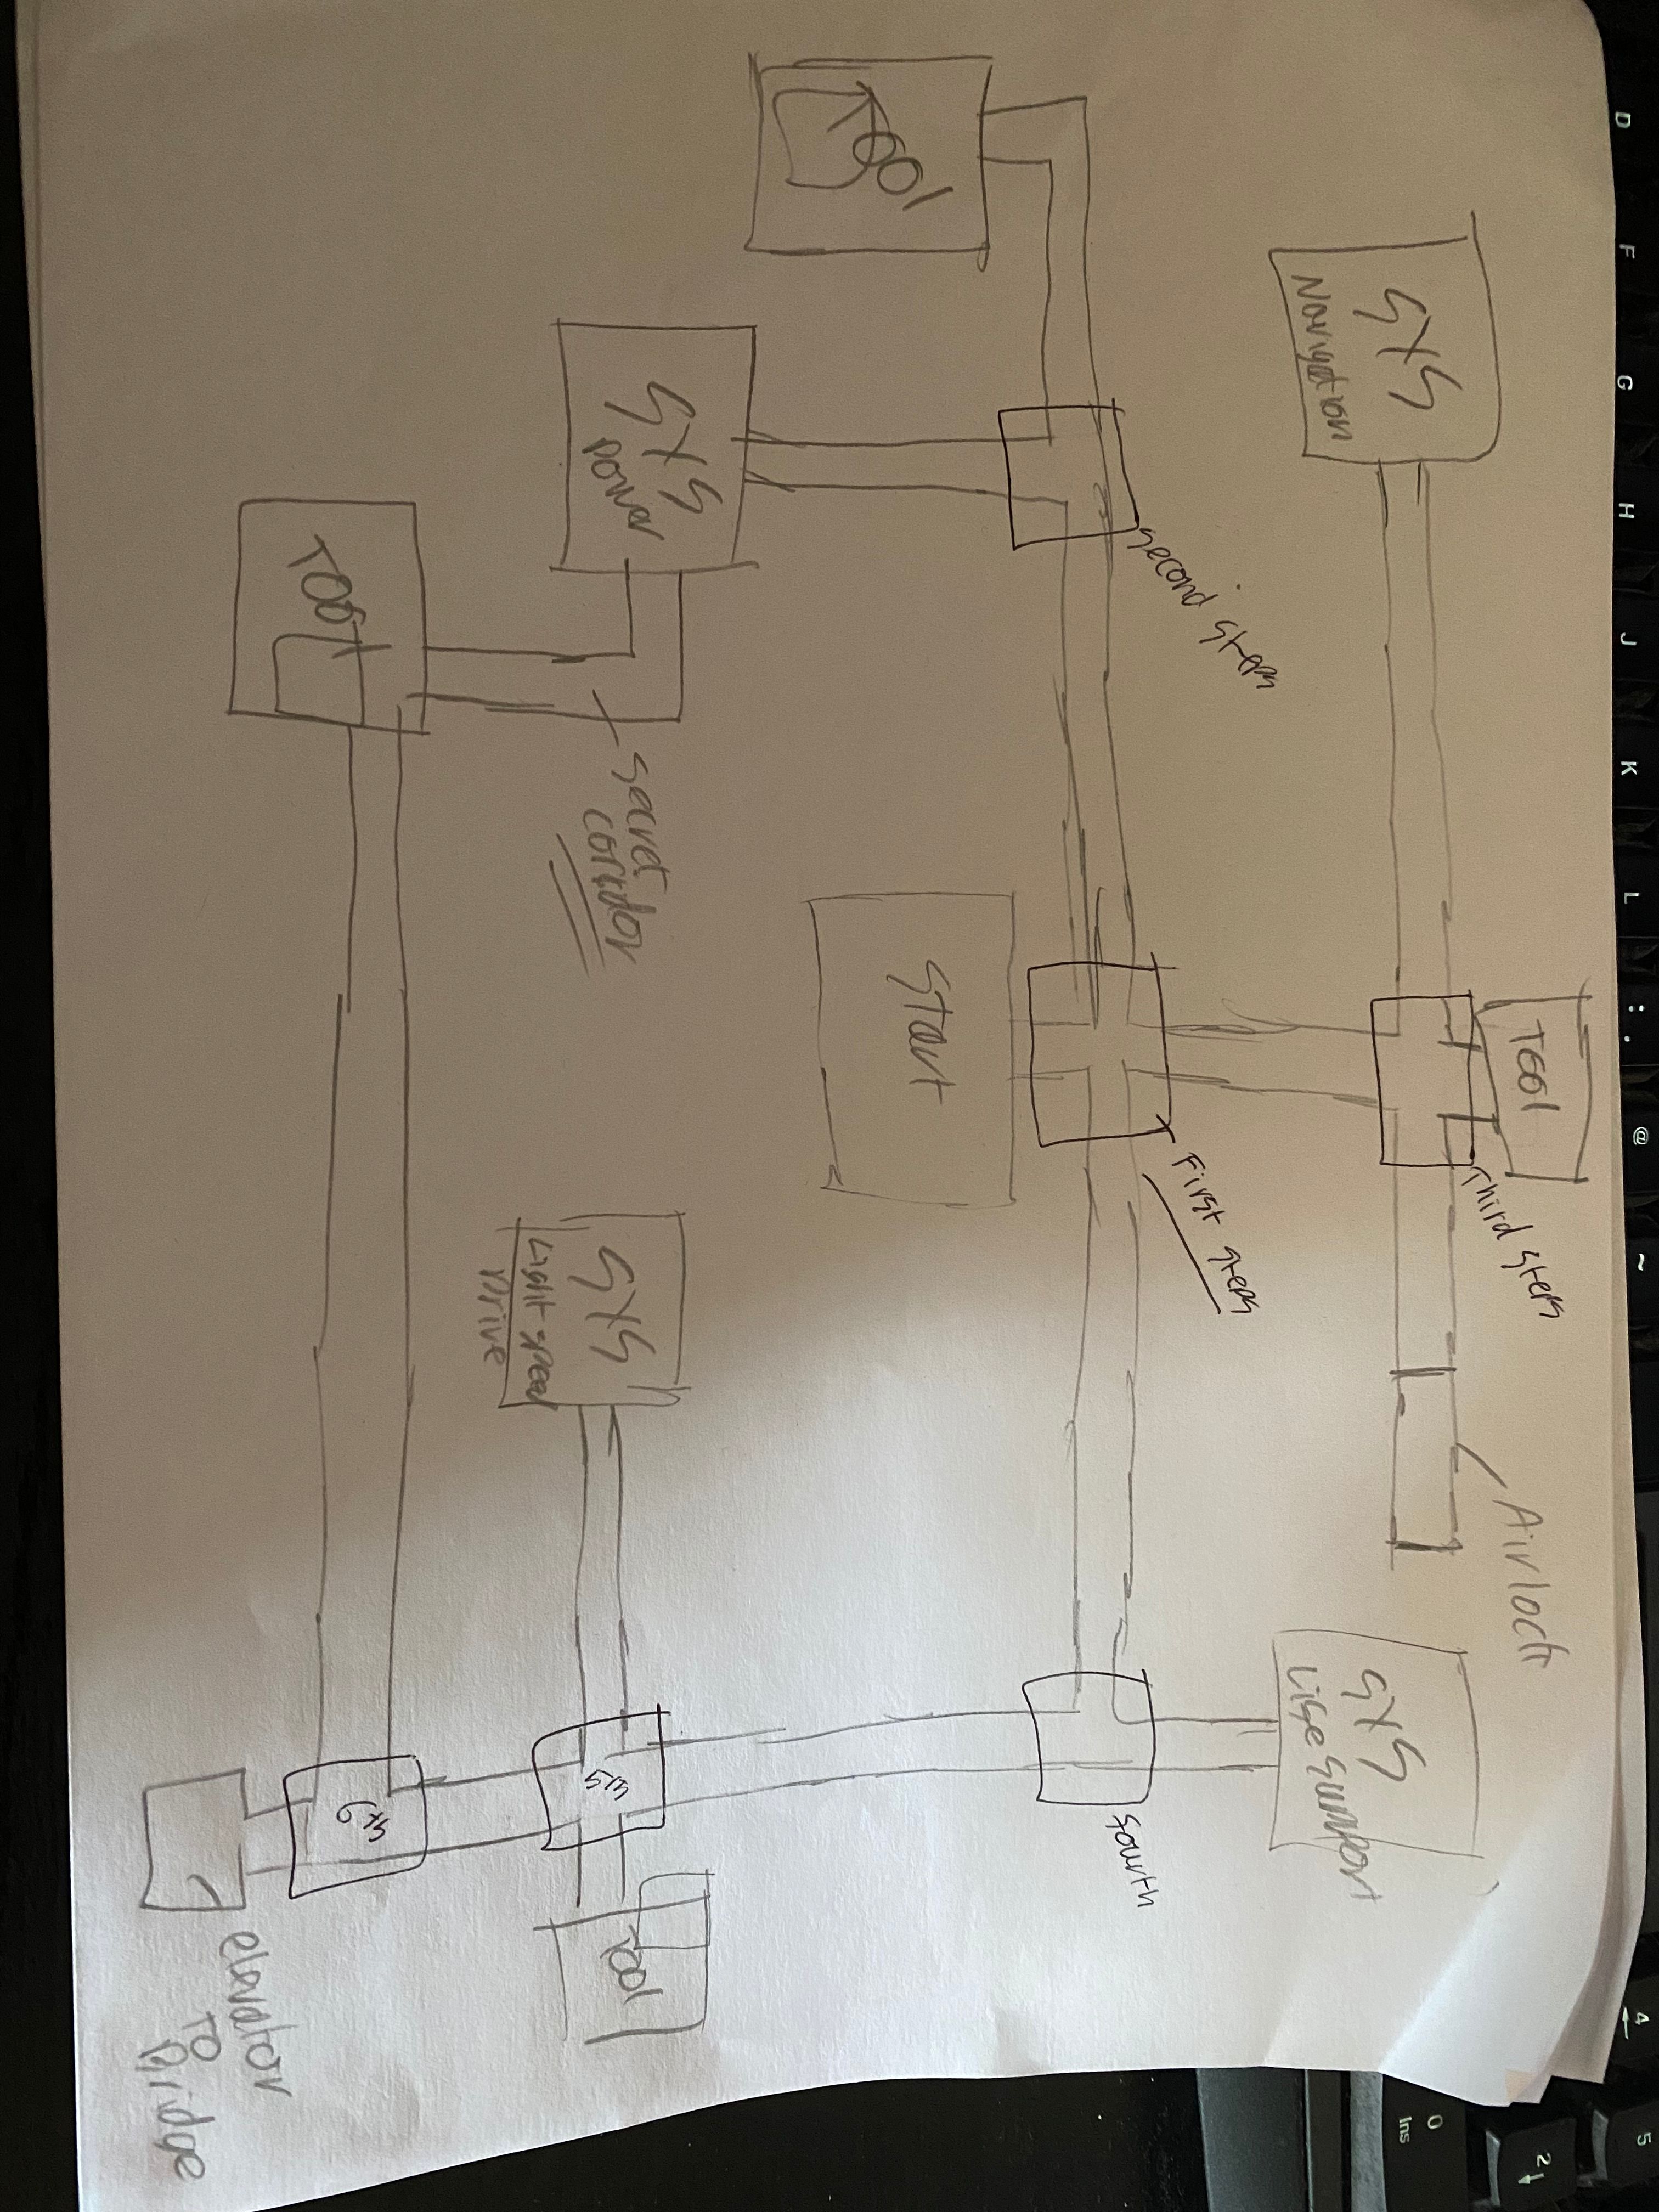 D F G H J K L : . @ ~ 4 5
← 2 ↓
0
Ins
Tool
Third steps
Airlock
SYS
Navigation
SYS
Life Support
second steps
First steps
fourth
Tool
Start
SYS
Power
secret
coridor
SYS
Light speed
Drive
5th
Tool
Tool
6th
elevator
TO
Bridge